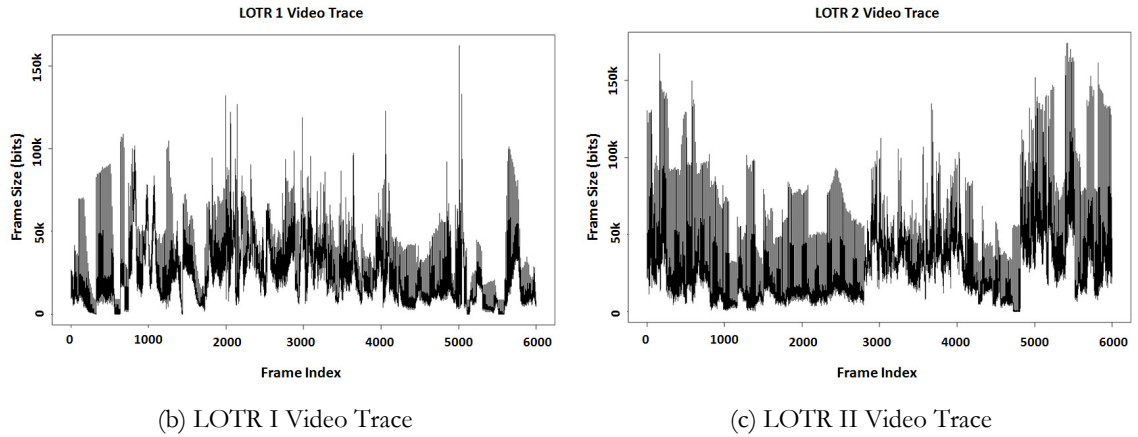 LOTR 1 Video Trace
Frame Size (bits)
150k
100k
50k
0
0 1000 2000 3000 4000 5000 6000
Frame Index
(b) LOTR I Video Trace
LOTR 2 Video Trace
Frame Size (bits)
150k
100k
50k
0
0 1000 2000 3000 4000 5000 6000
Frame Index
(c) LOTR II Video Trace